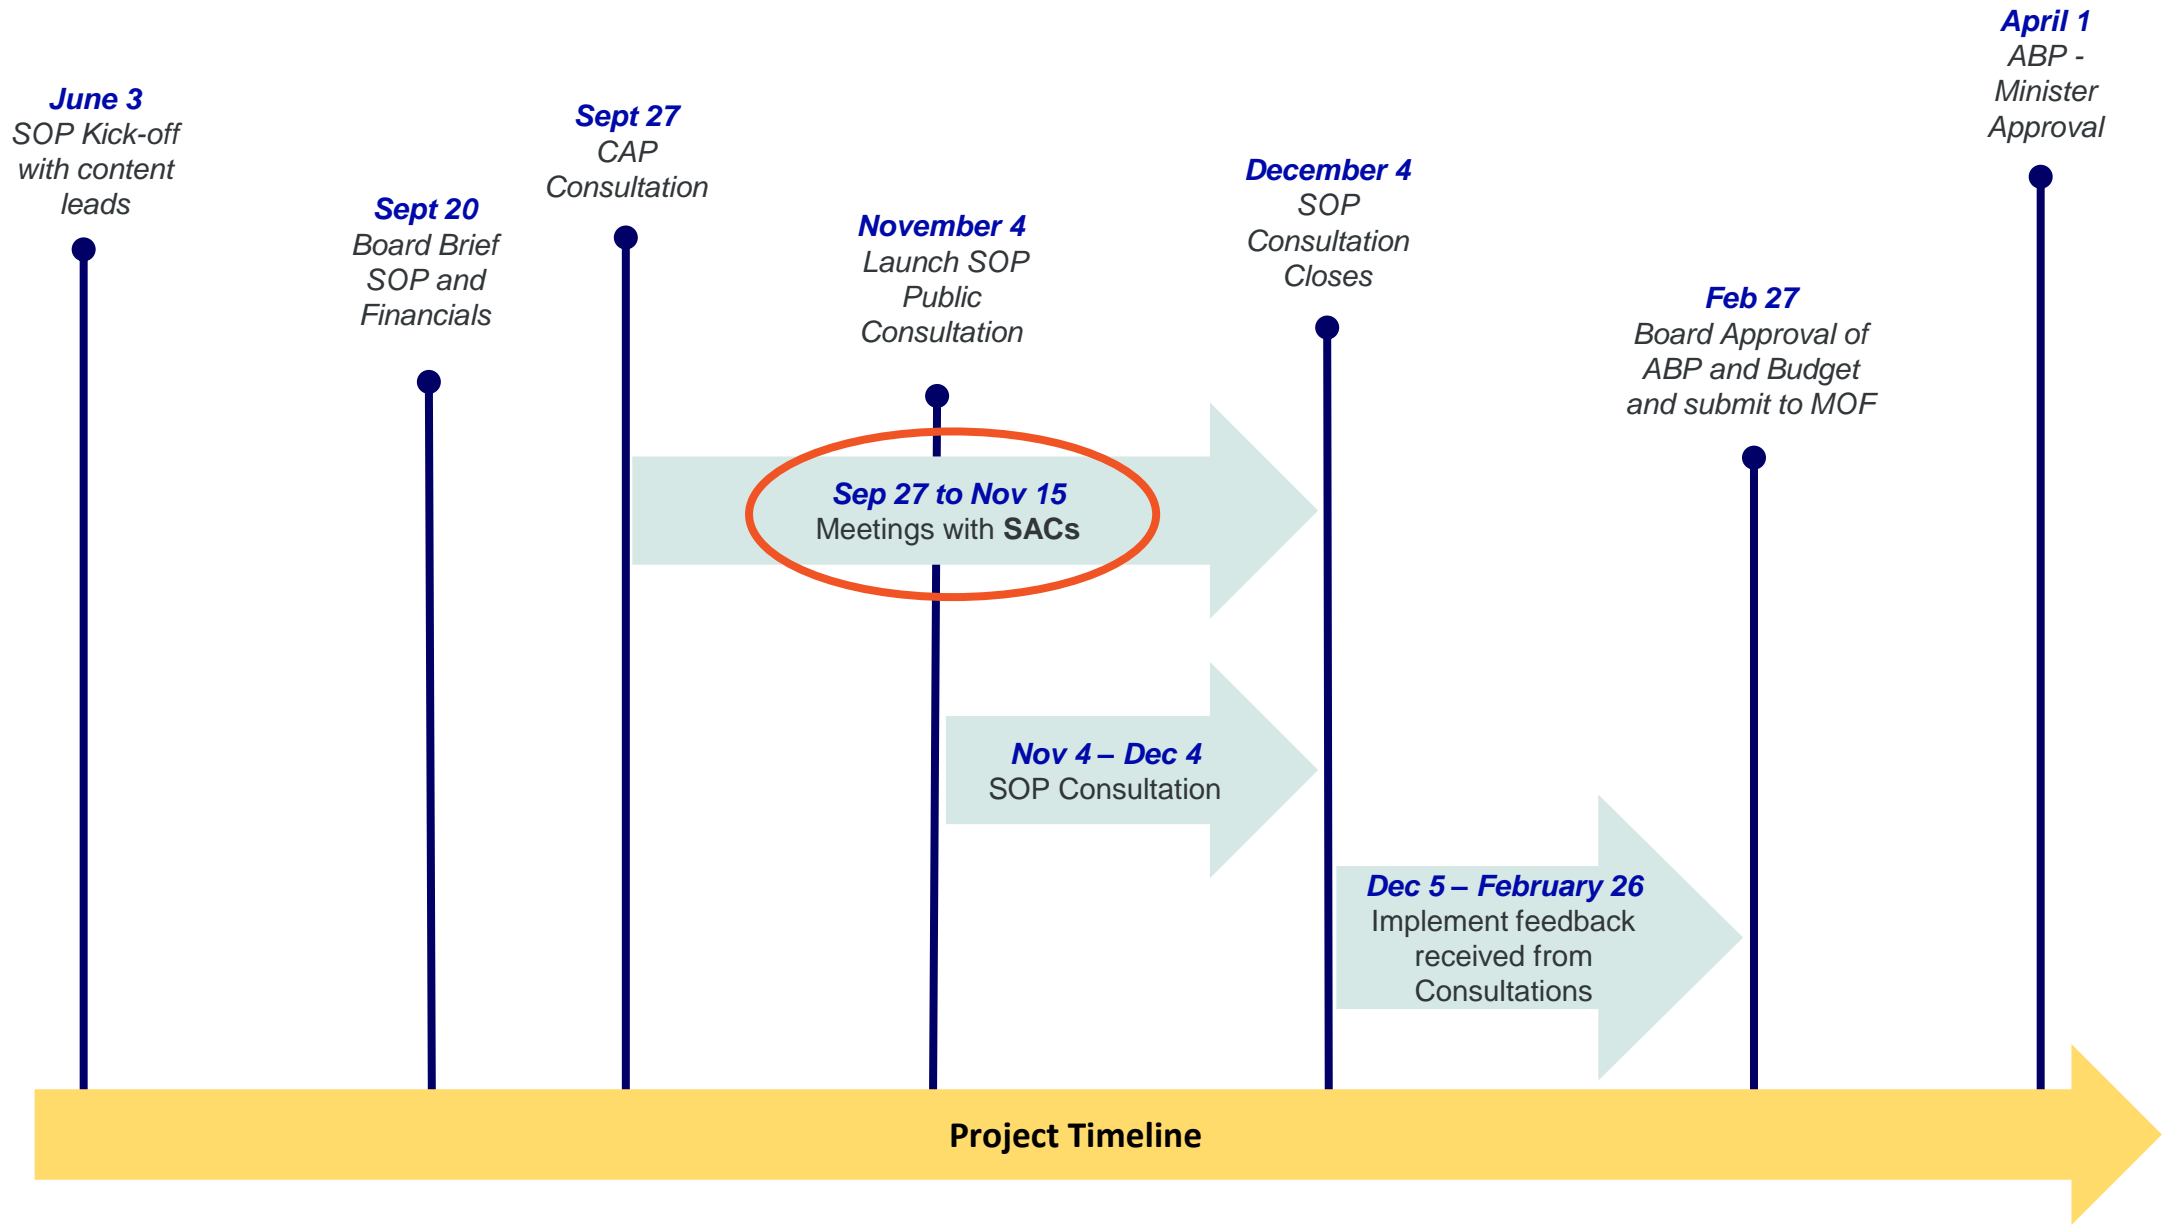 June 3
SOP Kick-off
with content
leads
Sept 20
Board Brief
SOP and
Financials
Sept 27
CAP
Consultation
November 4
Launch SOP
Public
Consultation
December 4
SOP
Consultation
Closes
Feb 27
Board Approval of
ABP and Budget
and submit to MOF
April 1
ABP -
Minister
Approval
Sep 27 to Nov 15
Meetings with SACs
Nov 4 – Dec 4
SOP Consultation
Dec 5 – February 26
Implement feedback
received from
Consultations
Project Timeline